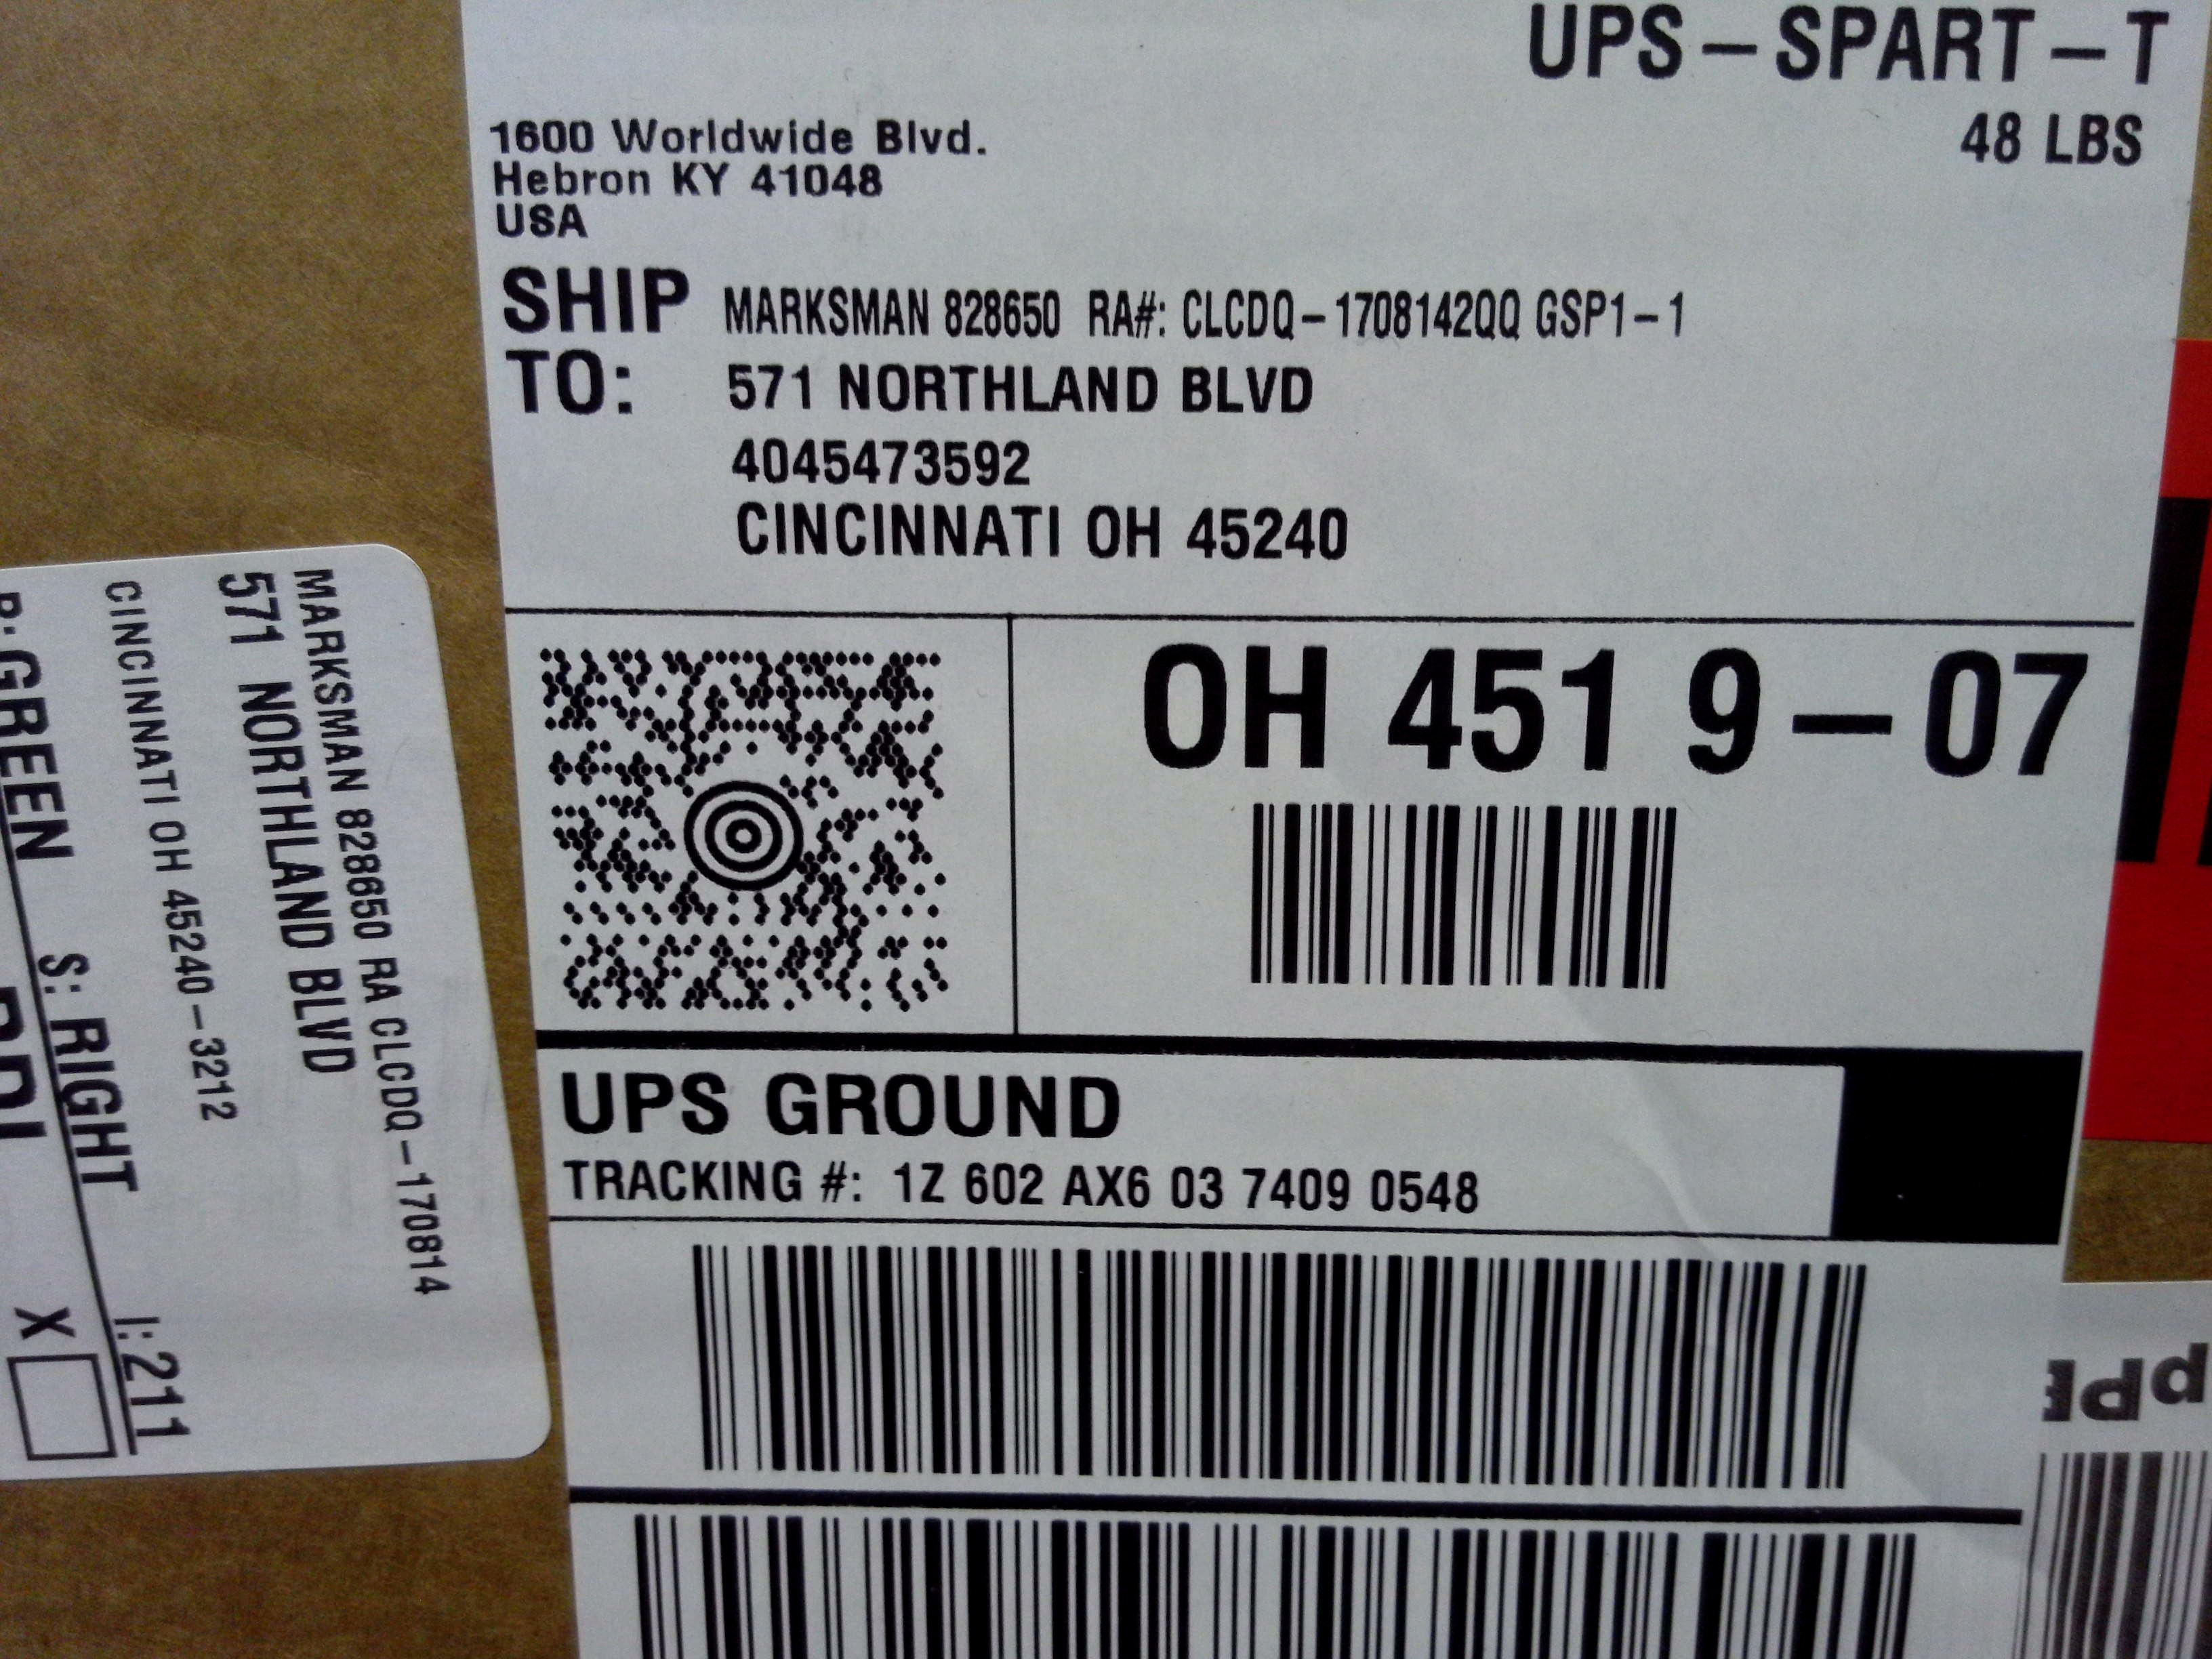 UPS-SPART-T
48 LBS
1600 Worldwide Blvd.
Hebron KY 41048
USA
SHIP TO:
MARKSMAN 828650 RA#: CLCDQ-1708142QQ GSP1-1
571 NORTHLAND BLVD
4045473592
CINCINNATI OH 45240
OH 451 9-07
UPS GROUND
TRACKING #: 1Z 602 AX6 03 7409 0548
MARKSMAN 828650 RA CLCDQ-170814
571 NORTHLAND BLVD
CINCINNATI OH 45240-3212
GREEN S: RIGHT I: 211
X